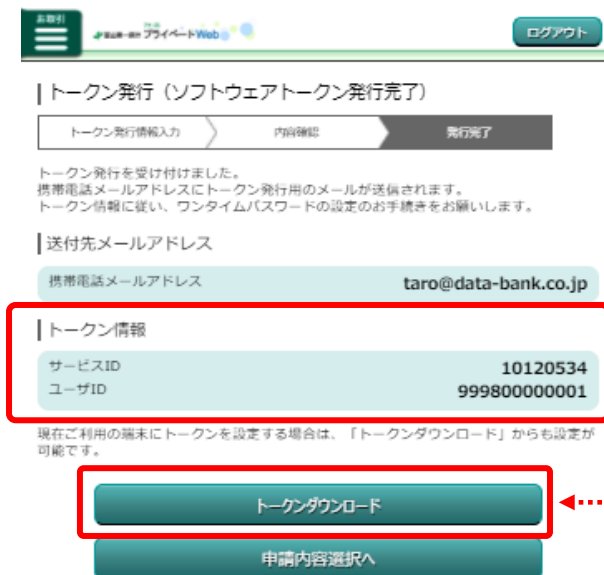 お取引
プライベートWeb
ログアウト
トークン発行（ソフトウェアトークン発行完了）
トークン発行情報入力
内容確認
発行完了
トークン発行を受け付けました。
携帯電話メールアドレスにトークン発行用のメールが送信されます。
トークン情報に従い、ワンタイムパスワードの設定のお手続きをお願いします。
送付先メールアドレス
携帯電話メールアドレス taro@data-bank.co.jp
トークン情報
サービスID 10120534
ユーザID 999800000001
現在ご利用の端末にトークンを設定する場合は、「トークンダウンロード」からも設定が
可能です。
トークンダウンロード
申請内容選択へ